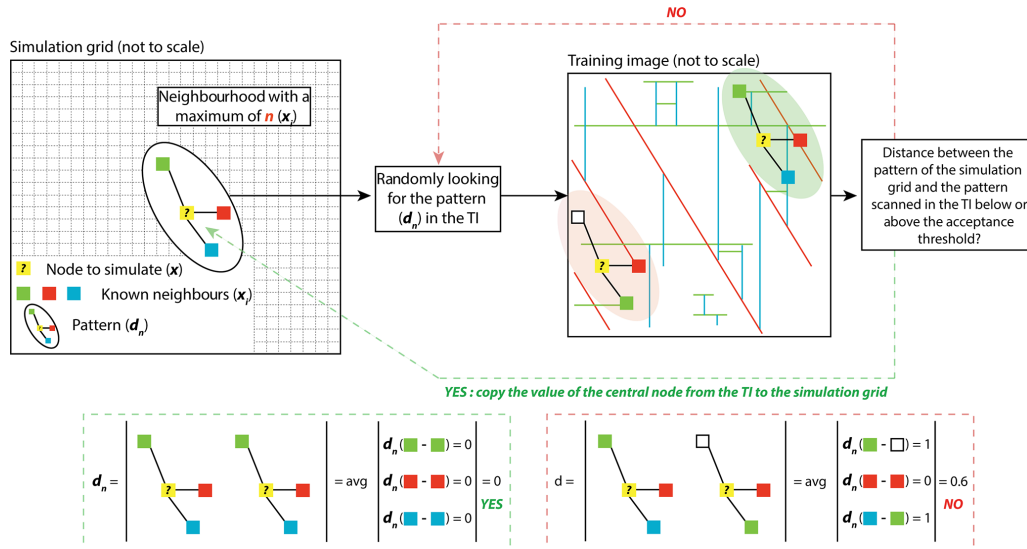 NO
Simulation grid (not to scale)
Training image (not to scale)
Neighbourhood with a
maximum of n (xi)
?
Randomly looking
for the pattern
(dn) in the TI
?
?
Distance between the
pattern of the simulation
grid and the pattern
scanned in the TI below or
above the acceptance
threshold?
? Node to simulate (x)
Known neighbours (xi)
Pattern (dn)
YES : copy the value of the central node from the TI to the simulation grid
dn = | ? ? | = avg | dn ( - ) = 0
dn ( - ) = 0 | = 0
dn ( - ) = 0
YES
d = | ? ? | = avg | dn ( - ) = 1
dn ( - ) = 0 | = 0.6
dn ( - ) = 1
NO